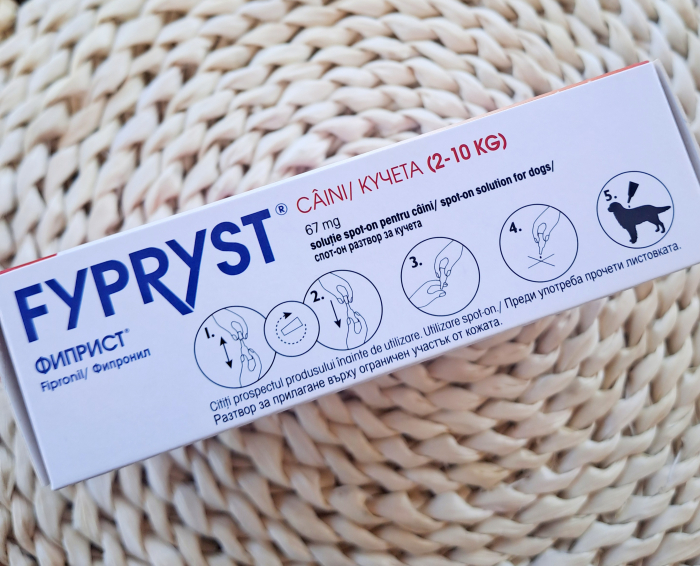 FYPRYST® CÂINI/ КУЧЕТА (2-10 KG)
67 mg
soluție spot-on pentru câini/ spot-on solution for dogs/
спот-он разтвор за кучета
ФИПРИСТ®
Fipronil/ Фипронил
1.
2.
3.
4.
5.
Citiți prospectul produsului înainte de utilizare. Utilizare spot-on./ Преди употреба прочети листовката.
Разтвор за прилагане върху ограничен участък от кожата.